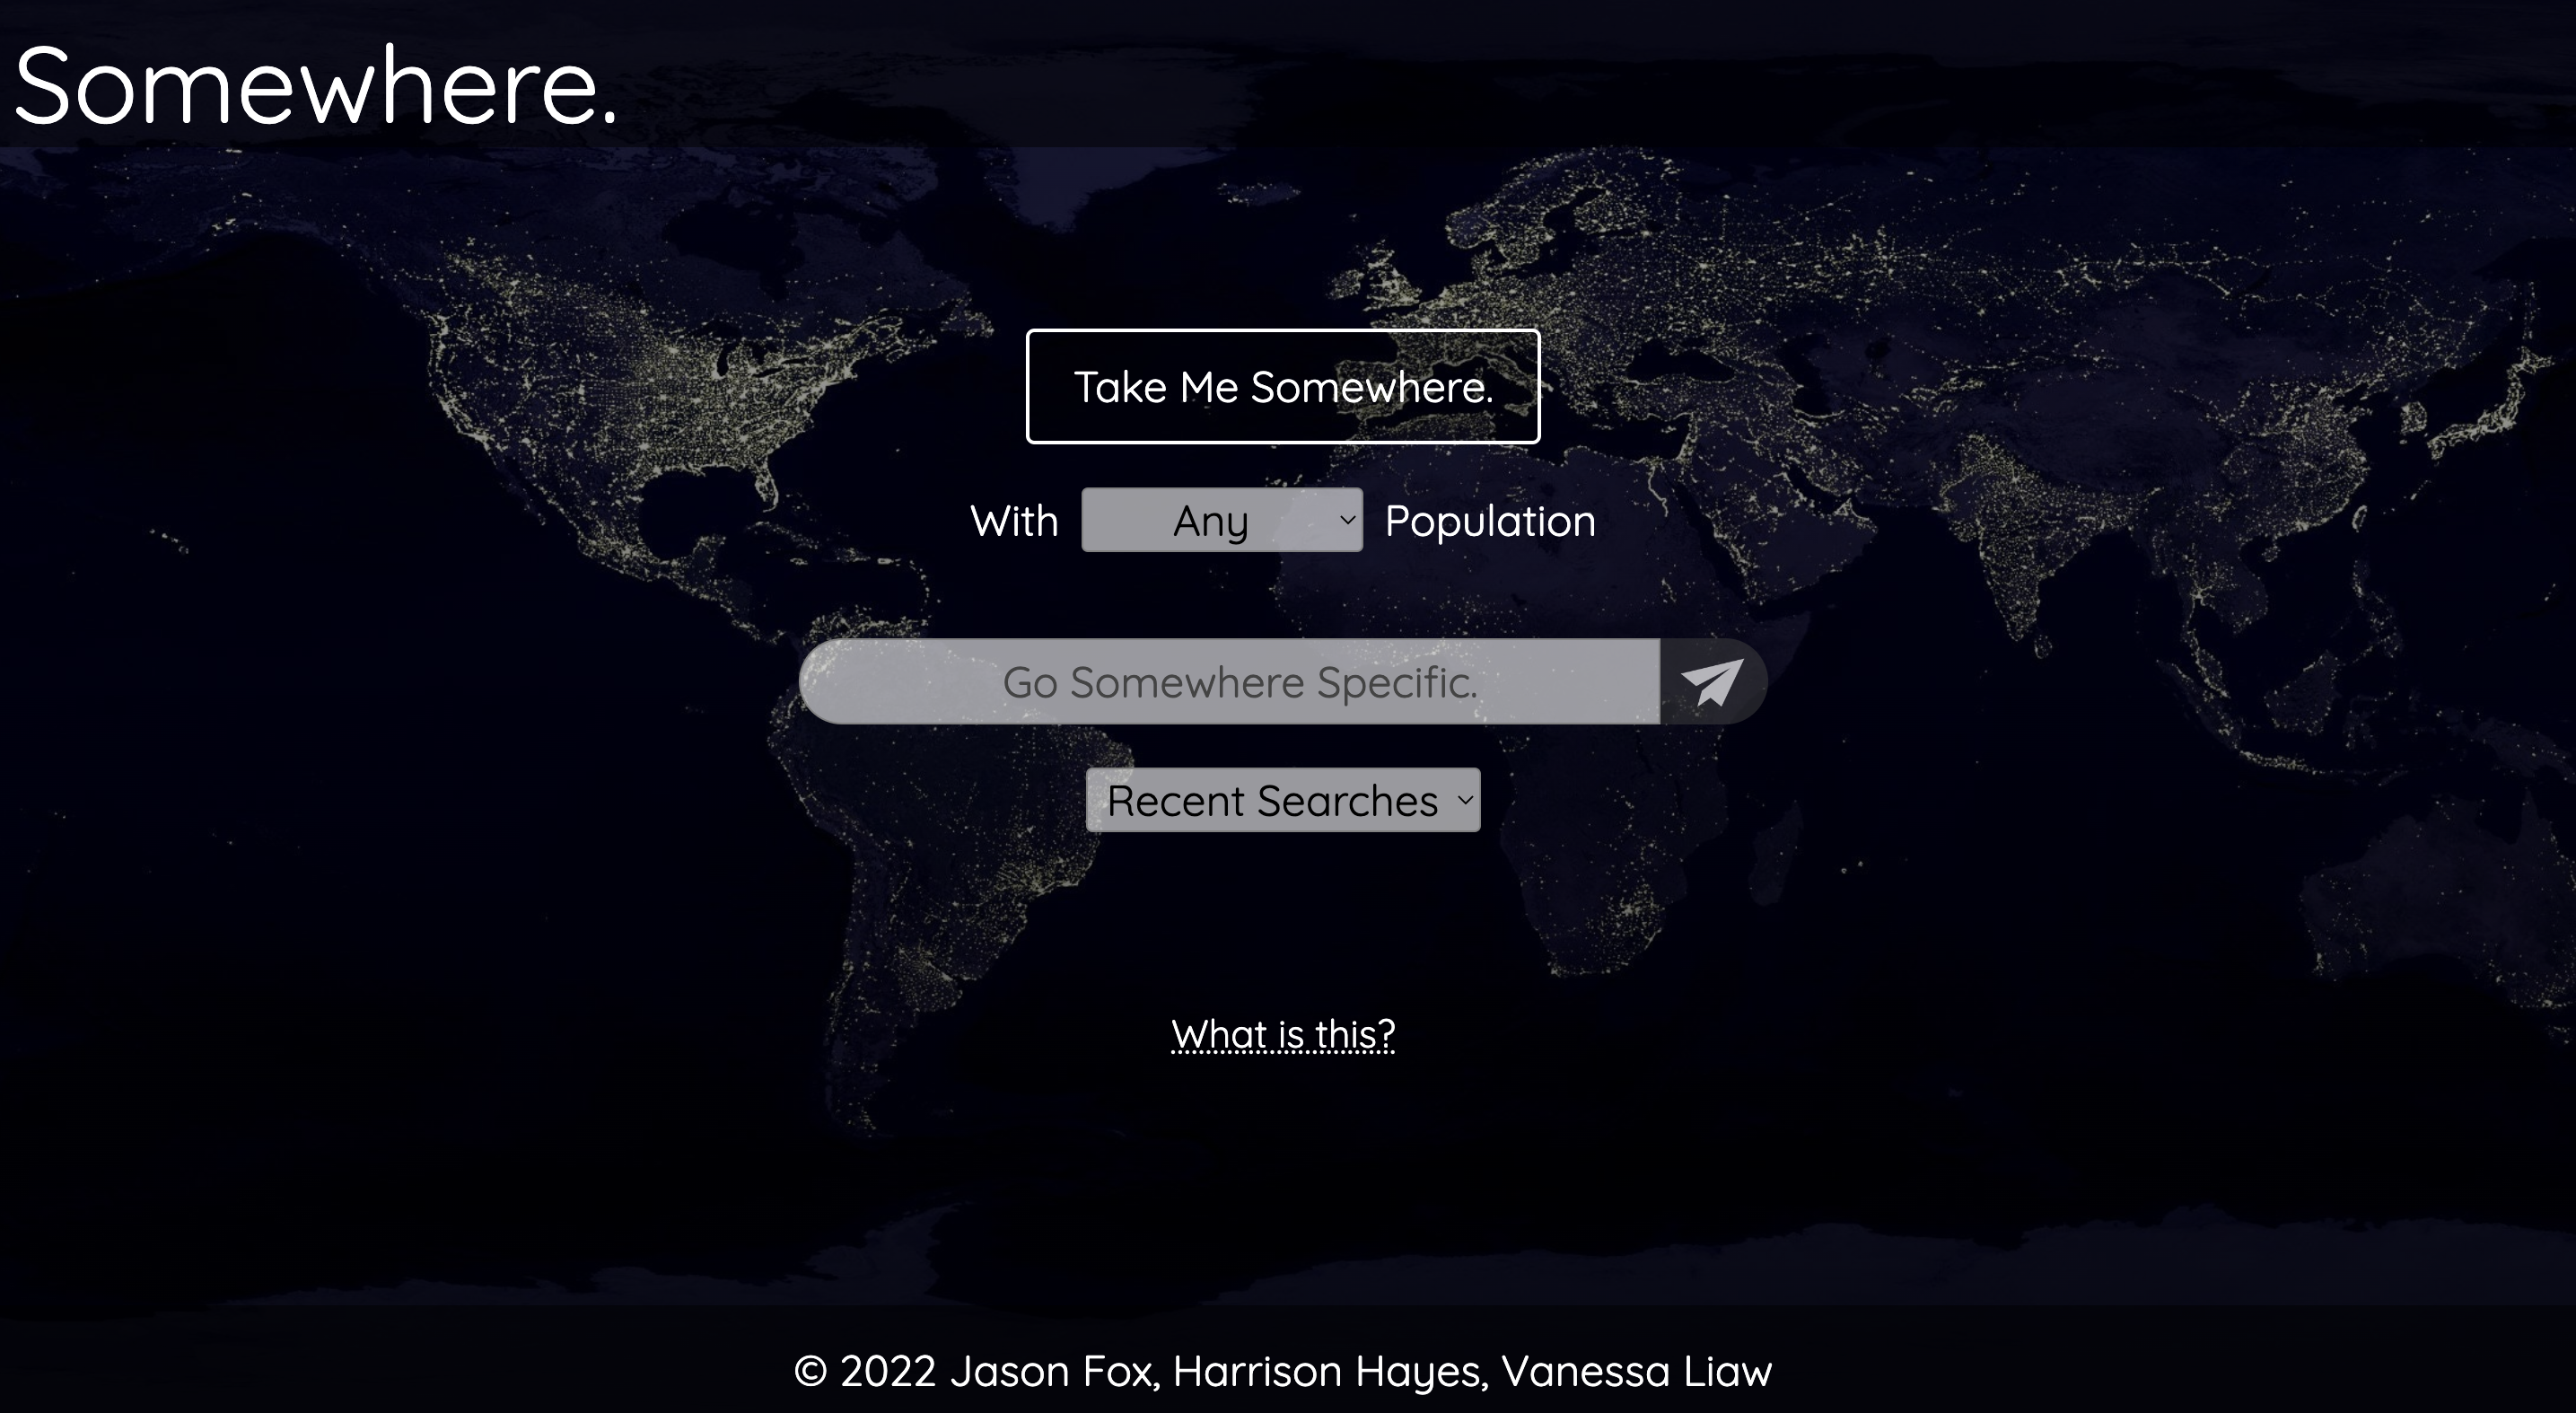 Somewhere.
Take Me Somewhere.
With Any Population
Go Somewhere Specific.
Recent Searches
What is this?
© 2022 Jason Fox, Harrison Hayes, Vanessa Liaw